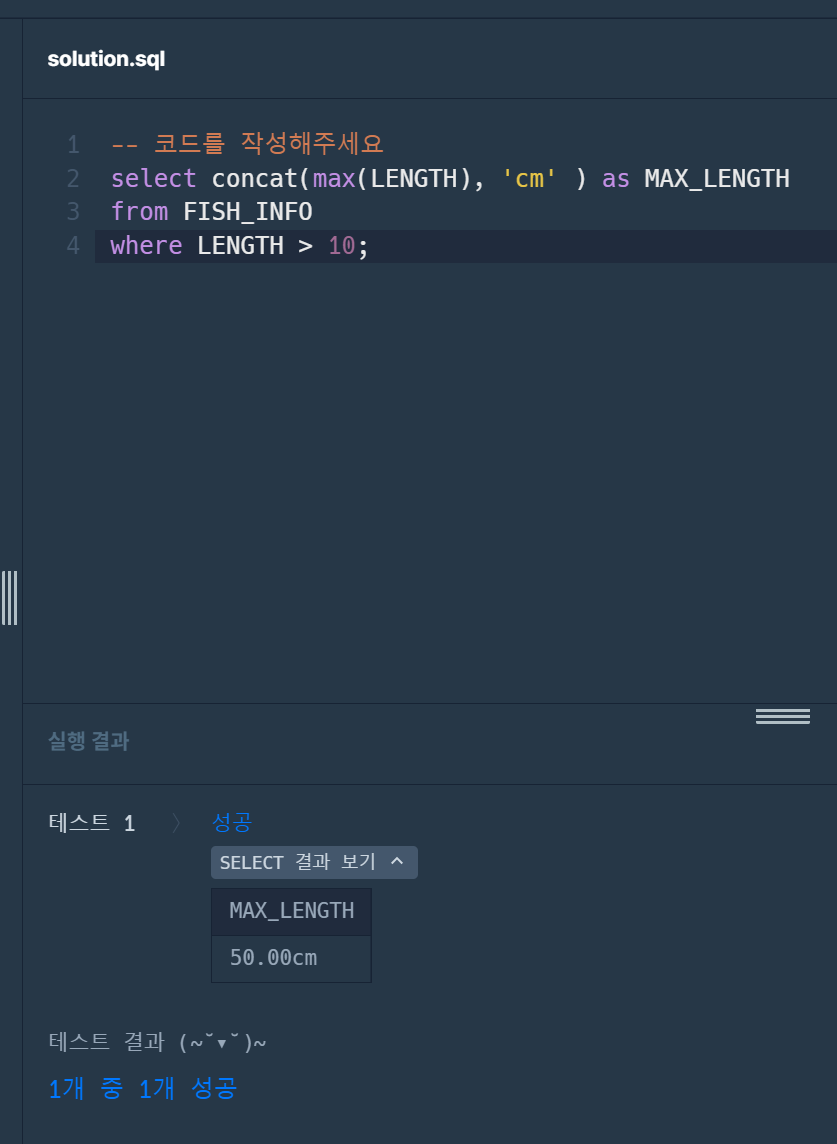 solution.sql
1 -- 코드를 작성해주세요
2 select concat(max(LENGTH), 'cm' ) as MAX_LENGTH
3 from FISH_INFO
4 where LENGTH > 10;
실행 결과
테스트 1 〉 성공
SELECT 결과 보기
MAX_LENGTH
50.00cm
테스트 결과 (~˘▾˘)~
1개 중 1개 성공